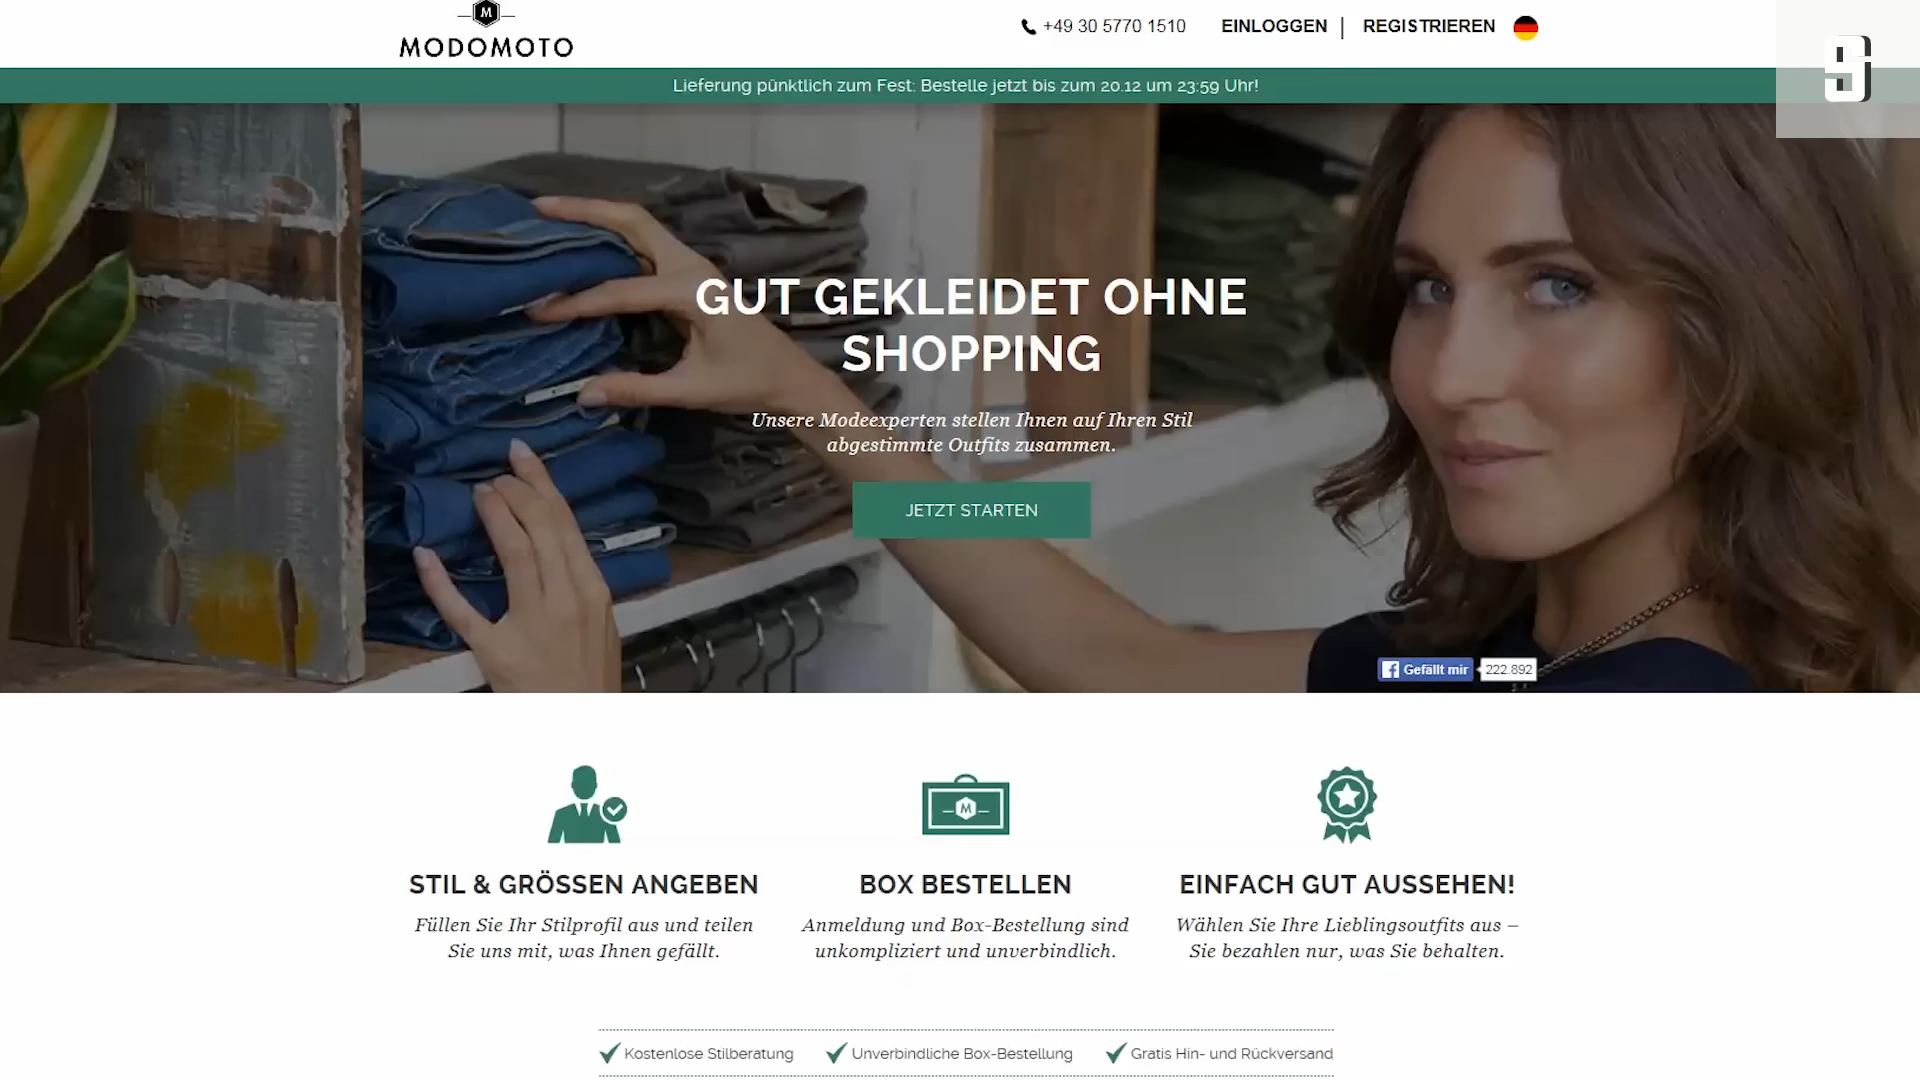 M
MODOMOTO
+49 30 5770 1510
EINLOGGEN | REGISTRIEREN
S
Lieferung pünktlich zum Fest: Bestelle jetzt bis zum 20.12 um 23:59 Uhr!
GUT GEKLEIDET OHNE
SHOPPING
Unsere Modeexperten stellen Ihnen auf Ihren Stil
abgestimmte Outfits zusammen.
JETZT STARTEN
Gefällt mir 222.892
M
STIL & GRÖSSEN ANGEBEN
Füllen Sie Ihr Stilprofil aus und teilen
Sie uns mit, was Ihnen gefällt.
BOX BESTELLEN
Anmeldung und Box-Bestellung sind
unkompliziert und unverbindlich.
EINFACH GUT AUSSEHEN!
Wählen Sie Ihre Lieblingsoutfits aus –
Sie bezahlen nur, was Sie behalten.
Kostenlose Stilberatung
Unverbindliche Box-Bestellung
Gratis Hin- und Rückversand